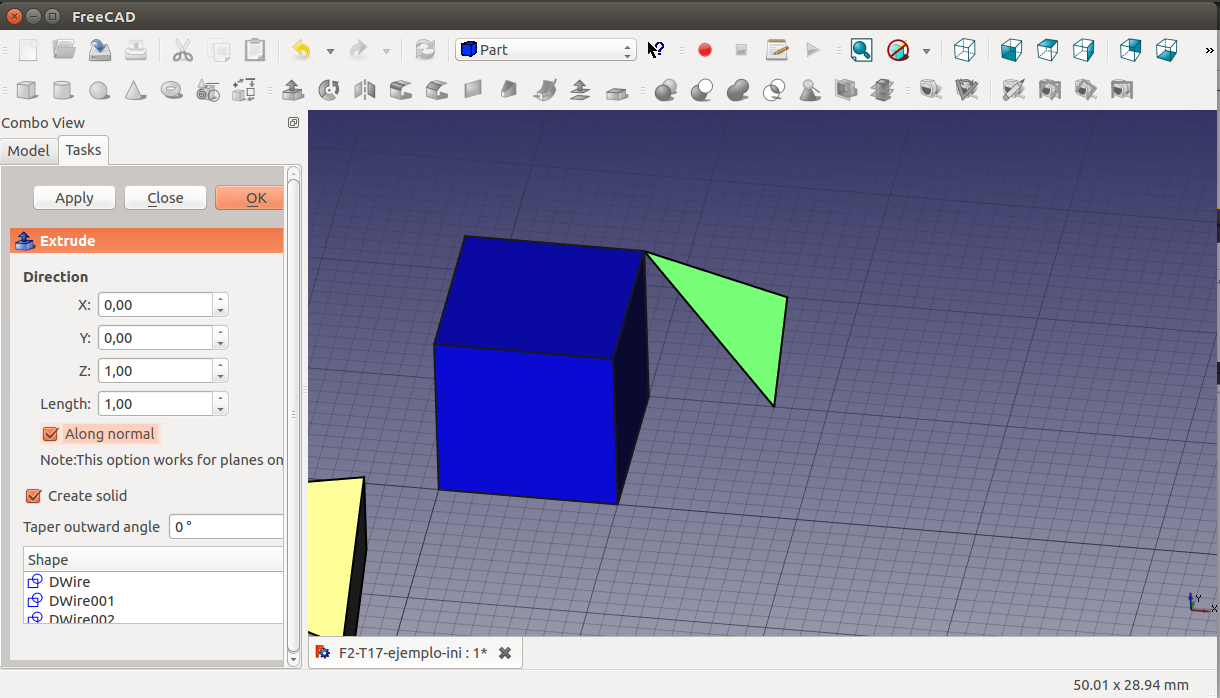 FreeCAD
Part
Combo View
Model Tasks
Apply Close OK
Extrude
Direction
X: 0,00
Y: 0,00
Z: 1,00
Length: 1,00
Along normal
Note:This option works for planes on
Create solid
Taper outward angle 0 °
Shape
DWire
DWire001
DWire002
Y
X
F2-T17-ejemplo-ini : 1*
50.01 x 28.94 mm